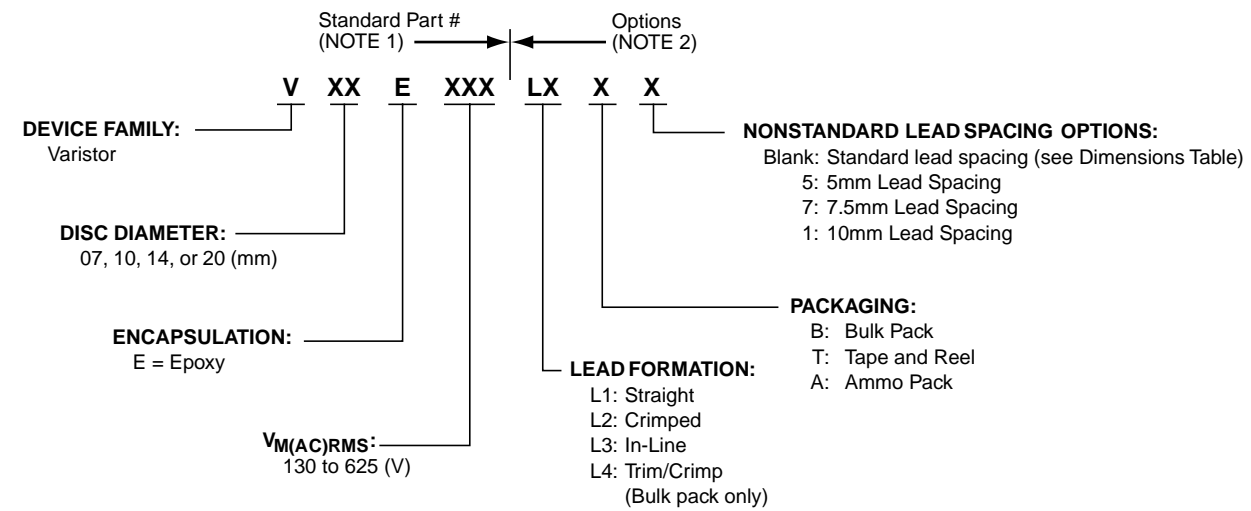 Standard Part #
(NOTE 1)
Options
(NOTE 2)
V XX E XXX LX X X
DEVICE FAMILY:
Varistor
DISC DIAMETER:
07, 10, 14, or 20 (mm)
ENCAPSULATION:
E = Epoxy
VM(AC)RMS:
130 to 625 (V)
LEAD FORMATION:
L1: Straight
L2: Crimped
L3: In-Line
L4: Trim/Crimp
(Bulk pack only)
PACKAGING:
B: Bulk Pack
T: Tape and Reel
A: Ammo Pack
NONSTANDARD LEAD SPACING OPTIONS:
Blank: Standard lead spacing (see Dimensions Table)
5: 5mm Lead Spacing
7: 7.5mm Lead Spacing
1: 10mm Lead Spacing